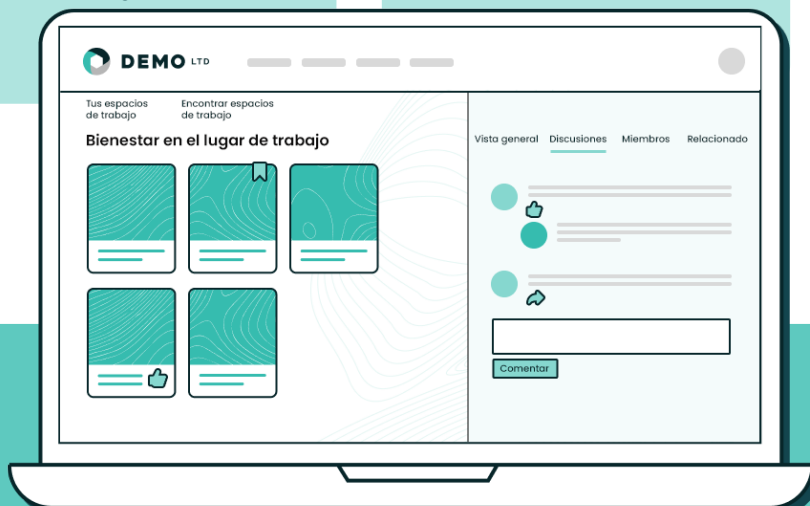 DEMO LTD
Tus espacios
de trabajo
Encontrar espacios
de trabajo
Bienestar en el lugar de trabajo
Vista general
Discusiones
Miembros
Relacionado
Comentar